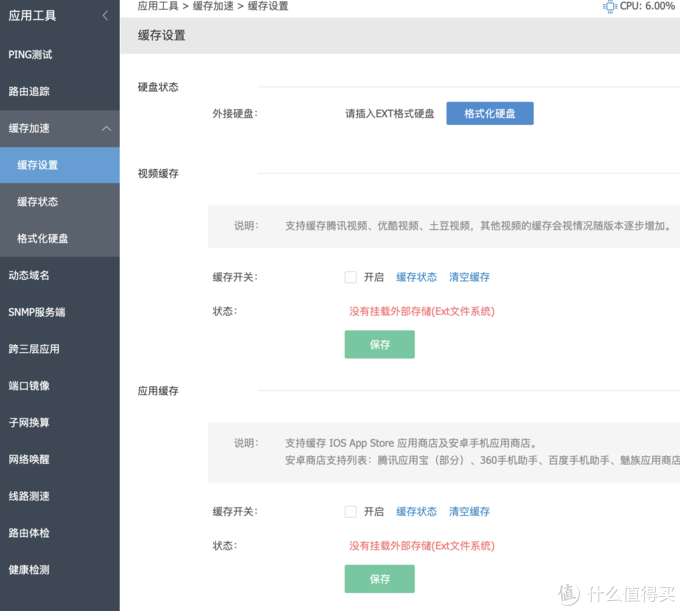 应用工具
应用工具 > 缓存加速 > 缓存设置
CPU: 6.00%
PING测试
路由追踪
缓存加速
缓存设置
缓存状态
格式化硬盘
动态域名
SNMP服务端
跨三层应用
端口镜像
子网换算
网络唤醒
线路测速
路由体检
健康检测
缓存设置
硬盘状态
外接硬盘： 请插入EXT格式硬盘 格式化硬盘
视频缓存
说明： 支持缓存腾讯视频、优酷视频、土豆视频，其他视频的缓存会视情况随版本逐步增加。
缓存开关： 开启 缓存状态 清空缓存
状态： 没有挂载外部存储(Ext文件系统)
保存
应用缓存
说明： 支持缓存 IOS App Store 应用商店及安卓手机应用商店。
安卓商店支持列表：腾讯应用宝（部分）、360手机助手、百度手机助手、魅族应用商店
缓存开关： 开启 缓存状态 清空缓存
状态： 没有挂载外部存储(Ext文件系统)
保存
值 什么值得买